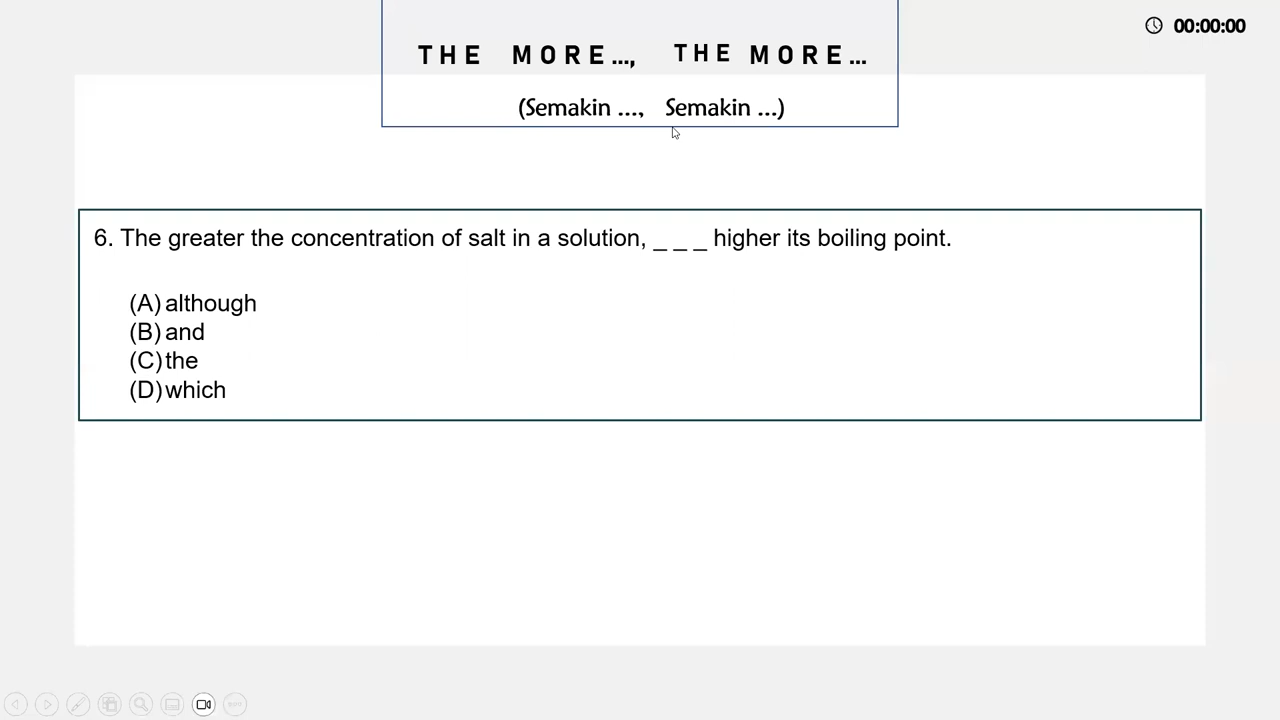 00:00:00
THE MORE..., THE MORE...
(Semakin ..., Semakin ...)
6. The greater the concentration of salt in a solution, _ _ _ higher its boiling point.
(A) although
(B) and
(C) the
(D) which